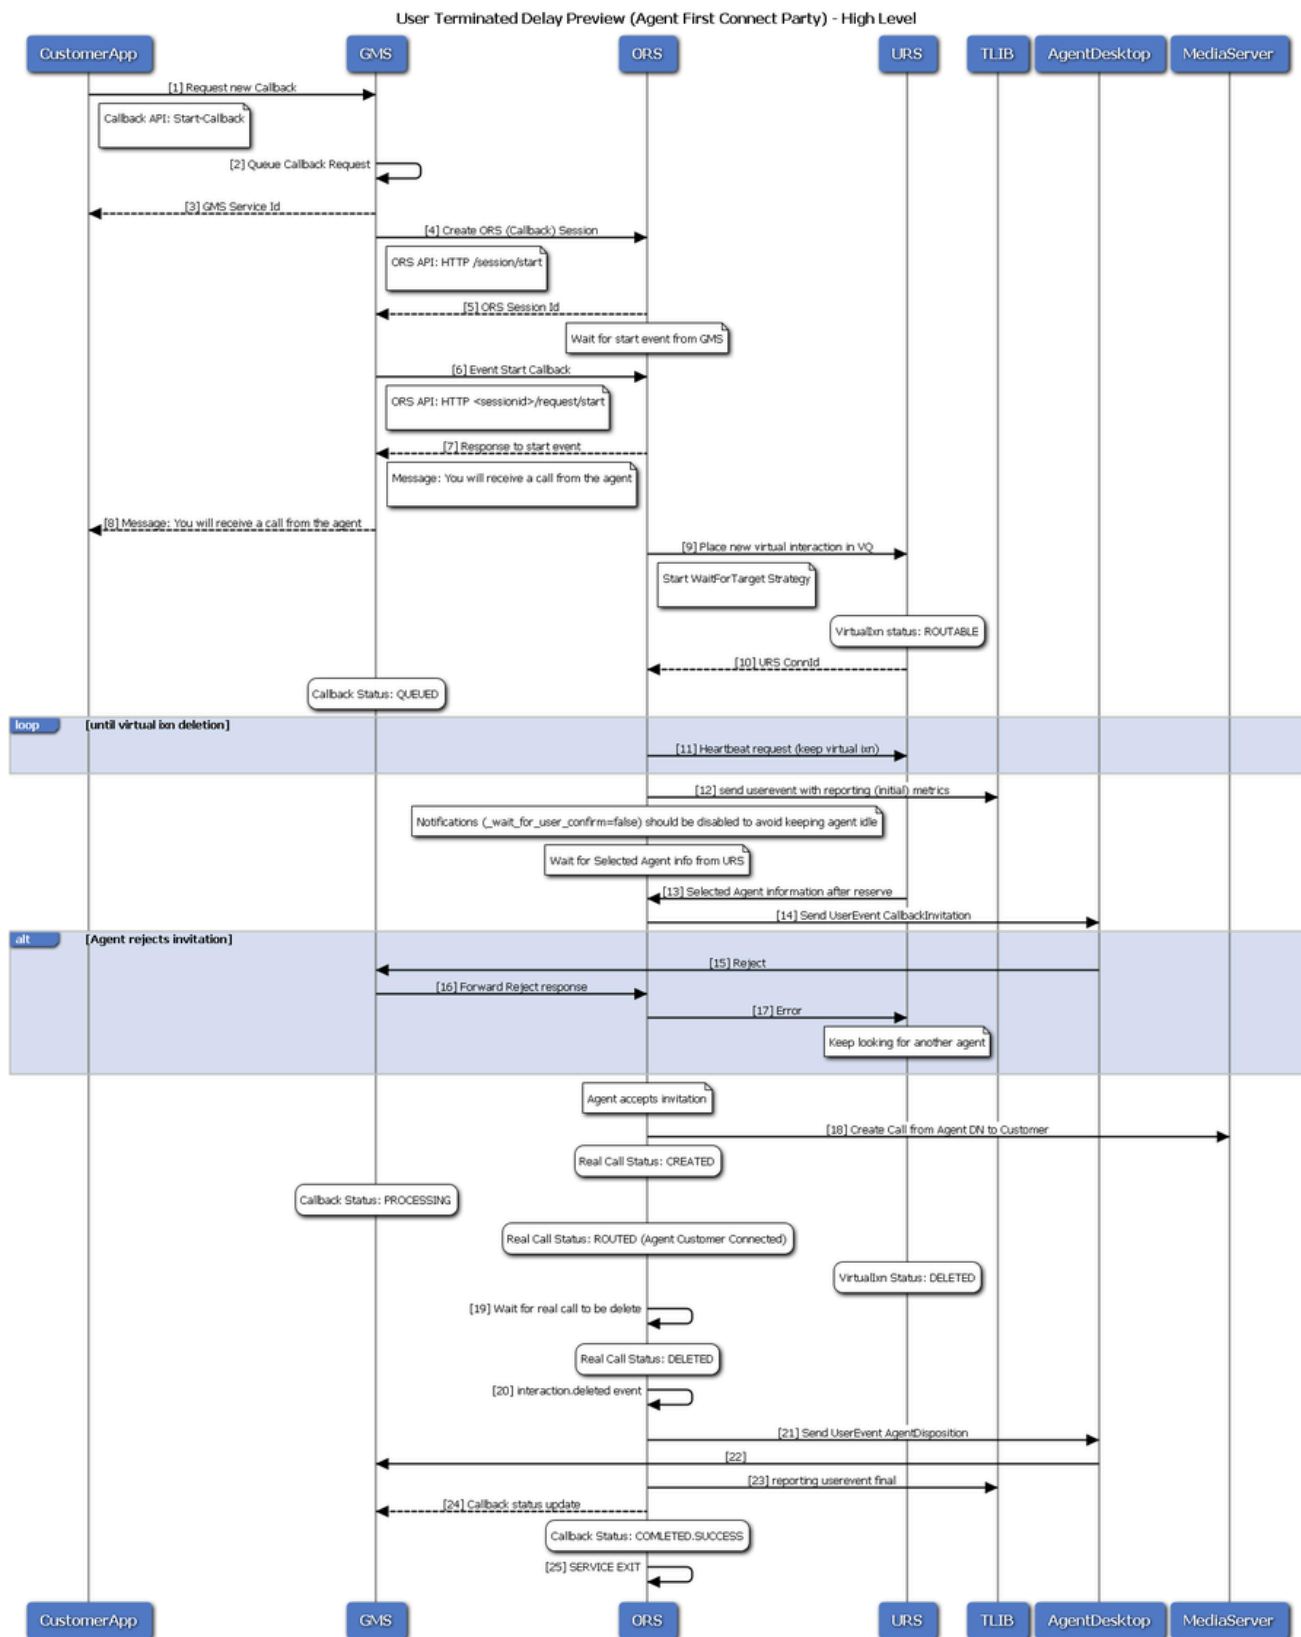 User Terminated Delay Preview (Agent First Connect Party) - High Level
CustomerApp GMS ORS URS TLIB AgentDesktop MediaServer
[1] Request new Callback
Callback API: Start-Callback
[2] Queue Callback Request
[3] GMS Service Id
[4] Create ORS (Callback) Session
ORS API: HTTP /session/start
[5] ORS Session Id
Wait for start event from GMS
[6] Event Start Callback
ORS API: HTTP <sessionid>/request/start
[7] Response to start event
Message: You will receive a call from the agent
[8] Message: You will receive a call from the agent
[9] Place new virtual interaction in VQ
Start WaitForTarget Strategy
VirtualIxn status: ROUTABLE
[10] URS ConnId
Callback Status: QUEUED
loop [until virtual ixn deletion]
[11] Heartbeat request (keep virtual ixn)
[12] send userevent with reporting (initial) metrics
Notifications (_wait_for_user_confirm=false) should be disabled to avoid keeping agent idle
Wait for Selected Agent info from URS
[13] Selected Agent information after reserve
[14] Send UserEvent CallbackInvitation
alt [Agent rejects invitation]
[15] Reject
[16] Forward Reject response
[17] Error
Keep looking for another agent
Agent accepts invitation
[18] Create Call from Agent DN to Customer
Real Call Status: CREATED
Callback Status: PROCESSING
Real Call Status: ROUTED (Agent Customer Connected)
VirtualIxn Status: DELETED
[19] Wait for real call to be delete
Real Call Status: DELETED
[20] interaction.deleted event
[21] Send UserEvent AgentDisposition
[22]
[23] reporting userevent final
[24] Callback status update
Callback Status: COMLETED.SUCCESS
[25] SERVICE EXIT
CustomerApp GMS ORS URS TLIB AgentDesktop MediaServer